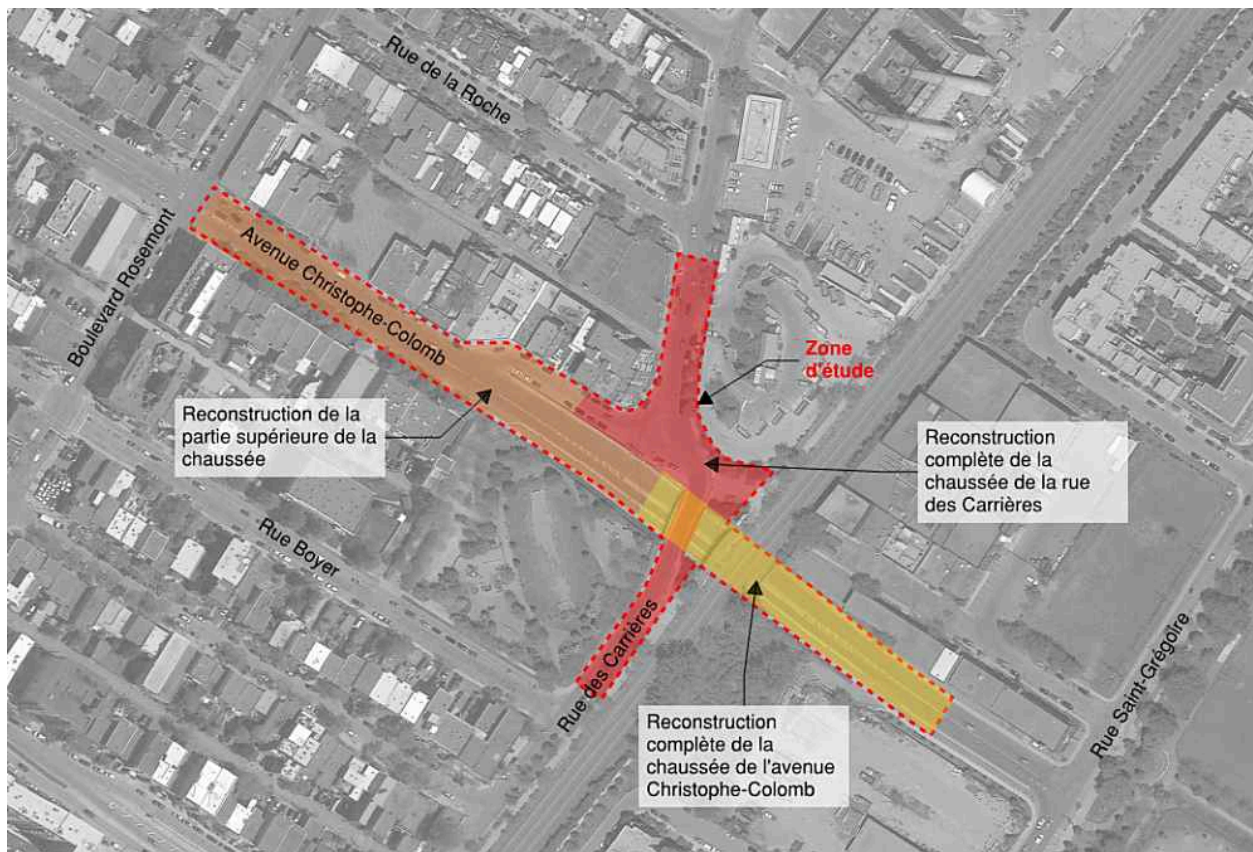 Rue de la Roche
Boulevard Rosemont
Avenue Christophe-Colomb
Zone
d'étude
Reconstruction de la
partie supérieure de la
chaussée
Reconstruction
complète de la
chaussée de la rue
des Carrières
Rue Boyer
Rue des Carrières
Rue Saint-Grégoire
Reconstruction
complète de la
chaussée de l'avenue
Christophe-Colomb